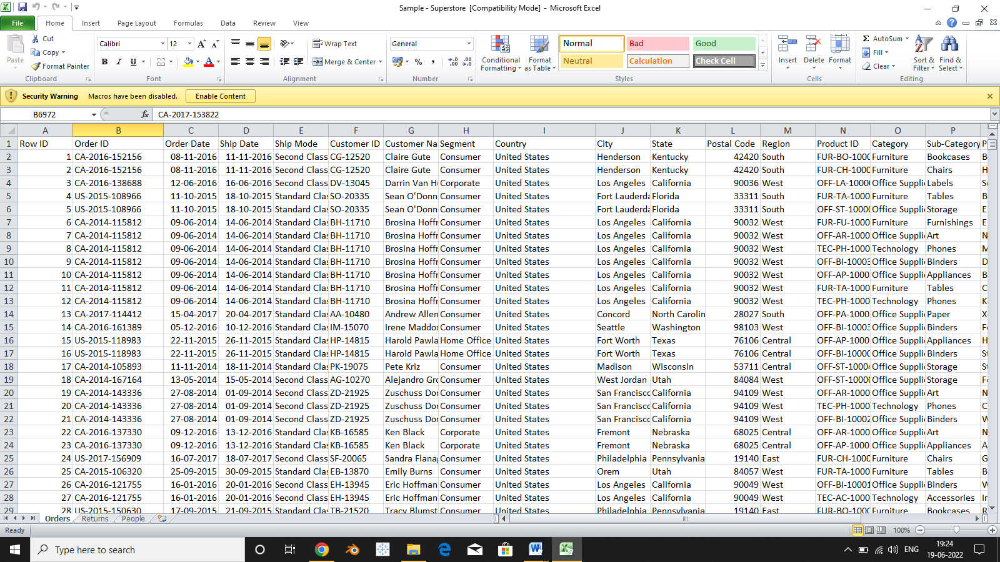 Sample - Superstore [Compatibility Mode] - Microsoft Excel
File Home Insert Page Layout Formulas Data Review View
Paste Cut Copy Format Painter Clipboard
Calibri 12 B I U A A A Font
Wrap Text Merge & Center Alignment
General % , Number
Conditional Formatting Format as Table
Normal Bad Good
Neutral Calculation Check Cell
Styles
Insert Delete Format Cells
AutoSum Fill Clear Sort & Filter Find & Select Editing
Security Warning Macros have been disabled. Enable Content
B6972 fx CA-2017-153822
A B C D E F G H I J K L M N O P
1 Row ID Order ID Order Date Ship Date Ship Mode Customer ID Customer Na Segment Country City State Postal Code Region Product ID Category Sub-Category P
2 1 CA-2016-152156 08-11-2016 11-11-2016 Second Class CG-12520 Claire Gute Consumer United States Henderson Kentucky 42420 South FUR-BO-1000 Furniture Bookcases B
3 2 CA-2016-152156 08-11-2016 11-11-2016 Second Class CG-12520 Claire Gute Consumer United States Henderson Kentucky 42420 South FUR-CH-1000 Furniture Chairs H
4 3 CA-2016-138688 12-06-2016 16-06-2016 Second Class DV-13045 Darrin Van H Corporate United States Los Angeles California 90036 West OFF-LA-1000 Office Suppli Labels S
5 4 US-2015-108966 11-10-2015 18-10-2015 Standard Clas SO-20335 Sean O'Donn Consumer United States Fort Lauderda Florida 33311 South FUR-TA-1000 Furniture Tables B
6 5 US-2015-108966 11-10-2015 18-10-2015 Standard Clas SO-20335 Sean O'Donn Consumer United States Fort Lauderda Florida 33311 South OFF-ST-1000 Office Suppli Storage E
7 6 CA-2014-115812 09-06-2014 14-06-2014 Standard Clas BH-11710 Brosina Hoffr Consumer United States Los Angeles California 90032 West FUR-FU-1000 Furniture Furnishings E
8 7 CA-2014-115812 09-06-2014 14-06-2014 Standard Clas BH-11710 Brosina Hoffr Consumer United States Los Angeles California 90032 West OFF-AR-1000 Office Suppli Art N
9 8 CA-2014-115812 09-06-2014 14-06-2014 Standard Clas BH-11710 Brosina Hoffr Consumer United States Los Angeles California 90032 West TEC-PH-1000 Technology Phones M
10 9 CA-2014-115812 09-06-2014 14-06-2014 Standard Clas BH-11710 Brosina Hoffr Consumer United States Los Angeles California 90032 West OFF-BI-10003 Office Suppli Binders D
11 10 CA-2014-115812 09-06-2014 14-06-2014 Standard Clas BH-11710 Brosina Hoffr Consumer United States Los Angeles California 90032 West OFF-AP-1000 Office Suppli Appliances B
12 11 CA-2014-115812 09-06-2014 14-06-2014 Standard Clas BH-11710 Brosina Hoffr Consumer United States Los Angeles California 90032 West FUR-TA-1000 Furniture Tables C
13 12 CA-2014-115812 09-06-2014 14-06-2014 Standard Clas BH-11710 Brosina Hoffr Consumer United States Los Angeles California 90032 West TEC-PH-1000 Technology Phones K
14 13 CA-2017-114412 15-04-2017 20-04-2017 Standard Clas AA-10480 Andrew Allen Consumer United States Concord North Carolin 28027 South OFF-PA-1000 Office Suppli Paper X
15 14 CA-2016-161389 05-12-2016 10-12-2016 Standard Clas IM-15070 Irene Maddox Consumer United States Seattle Washington 98103 West OFF-BI-10003 Office Suppli Binders F
16 15 US-2015-118983 22-11-2015 26-11-2015 Standard Clas HP-14815 Harold Pawla Home Office United States Fort Worth Texas 76106 Central OFF-AP-1000 Office Suppli Appliances H
17 16 US-2015-118983 22-11-2015 26-11-2015 Standard Clas HP-14815 Harold Pawla Home Office United States Fort Worth Texas 76106 Central OFF-BI-1000 Office Suppli Binders S
18 17 CA-2014-105893 11-11-2014 18-11-2014 Standard Clas PK-19075 Pete Kriz Consumer United States Madison Wisconsin 53711 Central OFF-ST-1000 Office Suppli Storage S
19 18 CA-2014-167164 13-05-2014 15-05-2014 Second Class AG-10270 Alejandro Gro Consumer United States West Jordan Utah 84084 West OFF-ST-1000 Office Suppli Storage F
20 19 CA-2014-143336 27-08-2014 01-09-2014 Second Class ZD-21925 Zuschuss Dor Consumer United States San Francisco California 94109 West OFF-AR-1000 Office Suppli Art N
21 20 CA-2014-143336 27-08-2014 01-09-2014 Second Class ZD-21925 Zuschuss Dor Consumer United States San Francisco California 94109 West TEC-PH-1000 Technology Phones C
22 21 CA-2014-143336 27-08-2014 01-09-2014 Second Class ZD-21925 Zuschuss Dor Consumer United States San Francisco California 94109 West OFF-BI-10002 Office Suppli Binders W
23 22 CA-2016-137330 09-12-2016 13-12-2016 Standard Clas KB-16585 Ken Black Corporate United States Fremont Nebraska 68025 Central OFF-AR-1000 Office Suppli Art N
24 23 CA-2016-137330 09-12-2016 13-12-2016 Standard Clas KB-16585 Ken Black Corporate United States Fremont Nebraska 68025 Central OFF-AP-1000 Office Suppli Appliances A
25 24 US-2017-156909 16-07-2017 18-07-2017 Second Class SF-20065 Sandra Flanag Consumer United States Philadelphia Pennsylvania 19140 East FUR-CH-1000 Furniture Chairs G
26 25 CA-2015-106320 25-09-2015 30-09-2015 Standard Clas EB-13870 Emily Burns Consumer United States Orem Utah 84057 West FUR-TA-1000 Furniture Tables B
27 26 CA-2016-121755 16-01-2016 20-01-2016 Second Class EH-13945 Eric Hoffman Consumer United States Los Angeles California 90049 West OFF-BI-10001 Office Suppli Binders W
28 27 CA-2016-121755 16-01-2016 20-01-2016 Second Class EH-13945 Eric Hoffman Consumer United States Los Angeles California 90049 West TEC-AC-1000 Technology Accessories In
29 28 US-2015-150630 17-09-2015 21-09-2015 Standard Clas TB-21520 Tracy Blumst Consumer United States Philadelphia Pennsylvania 19140 East FUR-BO-1000 Furniture Bookcases R
Orders Returns People
Ready 100%
Type here to search ENG 19:24
19-06-2022